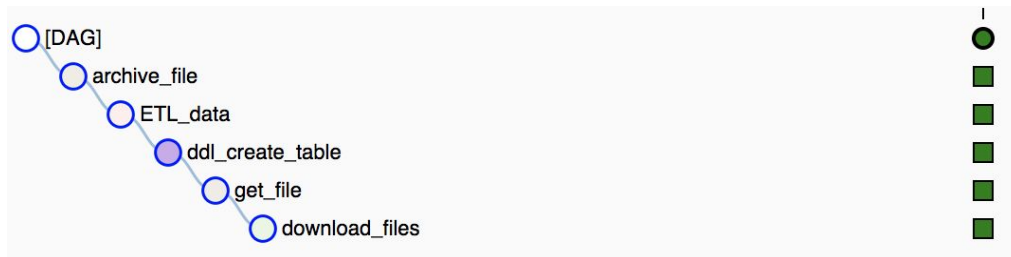 [DAG]
archive_file
ETL_data
ddl_create_table
get_file
download_files